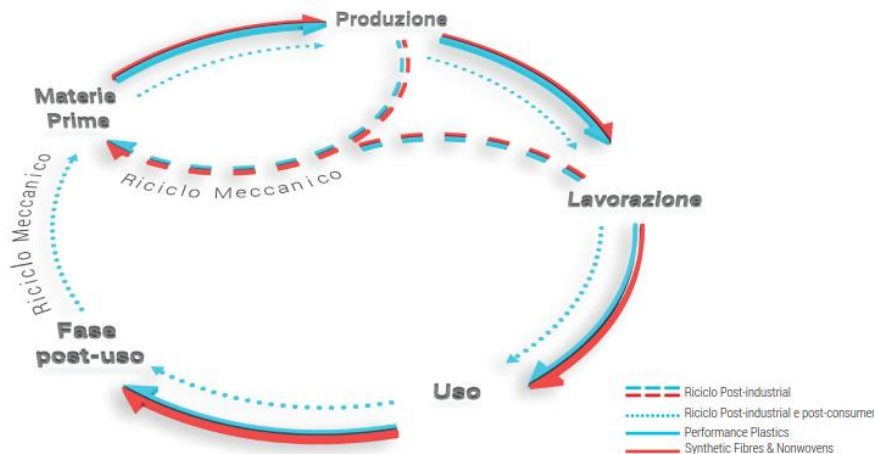 Produzione
Materie
Prime
Riciclo Meccanico
Riciclo Meccanico
Lavorazione
Fase
post-uso
Uso
Riciclo Post-industrial
Riciclo Post-industrial e post-consumer
Performance Plastics
Synthetic Fibres & Nonwovens